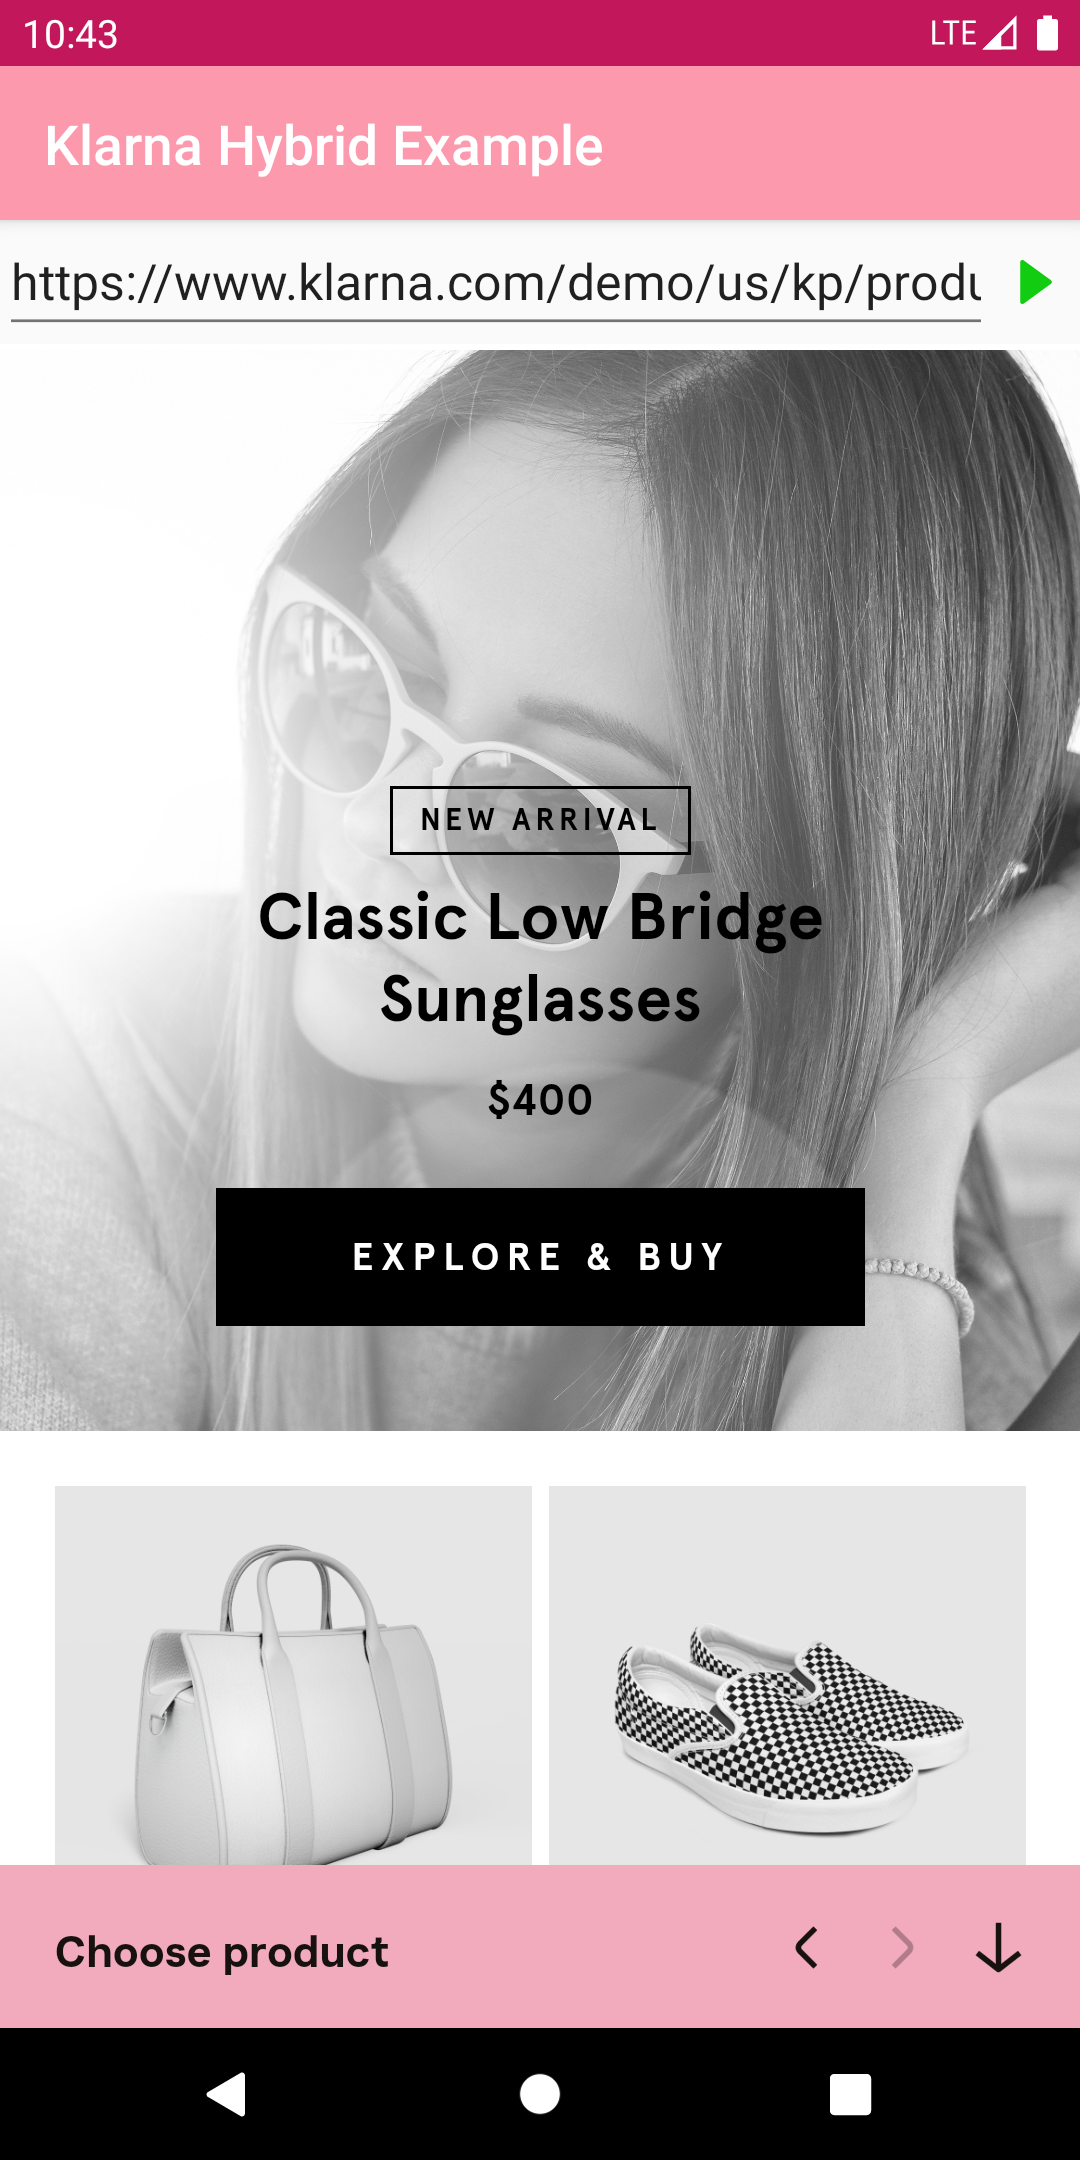 10:43
LTE
Klarna Hybrid Example
https://www.klarna.com/demo/us/kp/produ
NEW ARRIVAL
Classic Low Bridge
Sunglasses
$400
EXPLORE & BUY
Choose product